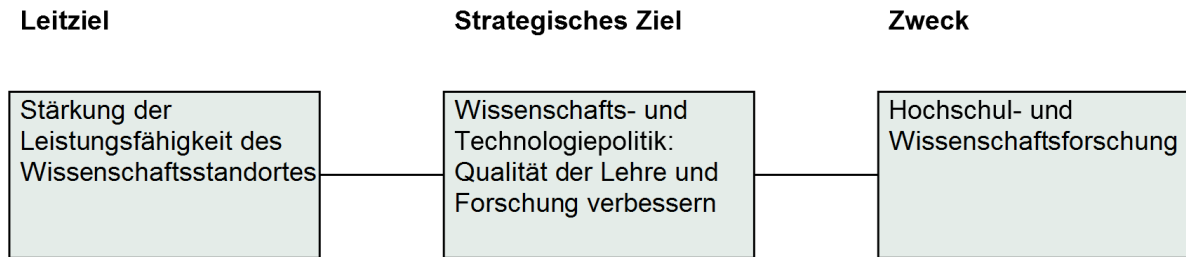 Leitziel
Strategisches Ziel
Zweck
Stärkung der
Leistungsfähigkeit des
Wissenschaftsstandortes
Wissenschafts- und
Technologiepolitik:
Qualität der Lehre und
Forschung verbessern
Hochschul- und
Wissenschaftsforschung